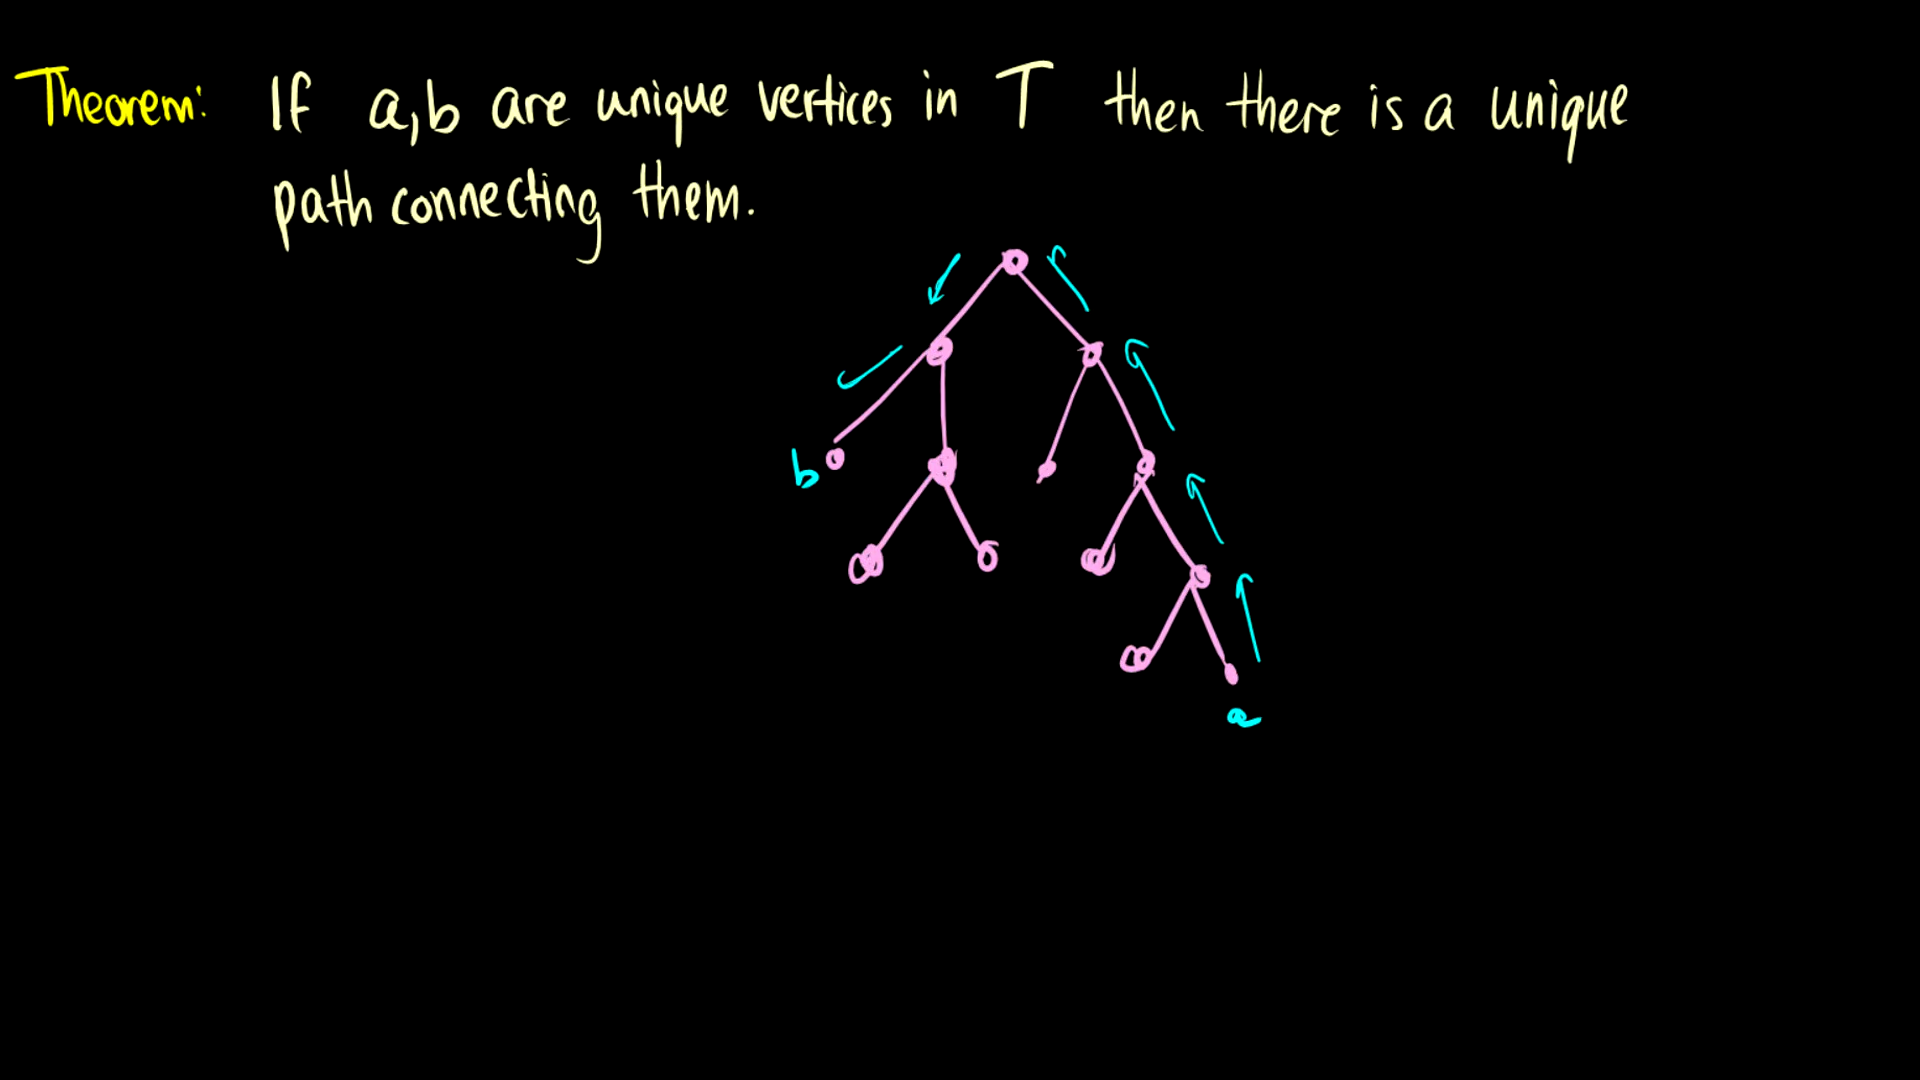 Theorem: If a,b are unique vertices in T then there is a unique
path connecting them.
b
a